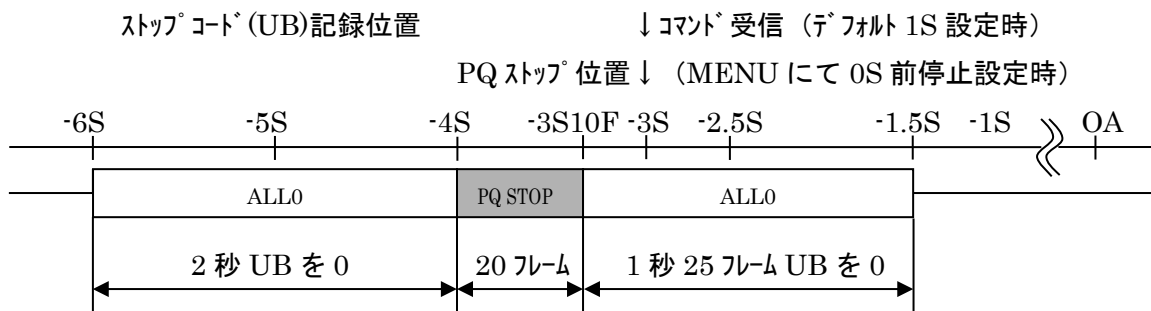 ｽﾄｯﾌﾟｺｰﾄﾞ(UB)記録位置 ↓ｺﾏﾝﾄﾞ受信（ﾃﾞﾌｫﾙﾄ 1S 設定時）
PQ ｽﾄｯﾌﾟ位置↓（MENU にて 0S 前停止設定時）
-6S -5S -4S -3S10F -3S -2.5S -1.5S -1S OA
ALL0 PQ STOP ALL0
2 秒 UB を 0 20 ﾌﾚｰﾑ 1 秒 25 ﾌﾚｰﾑ UB を 0